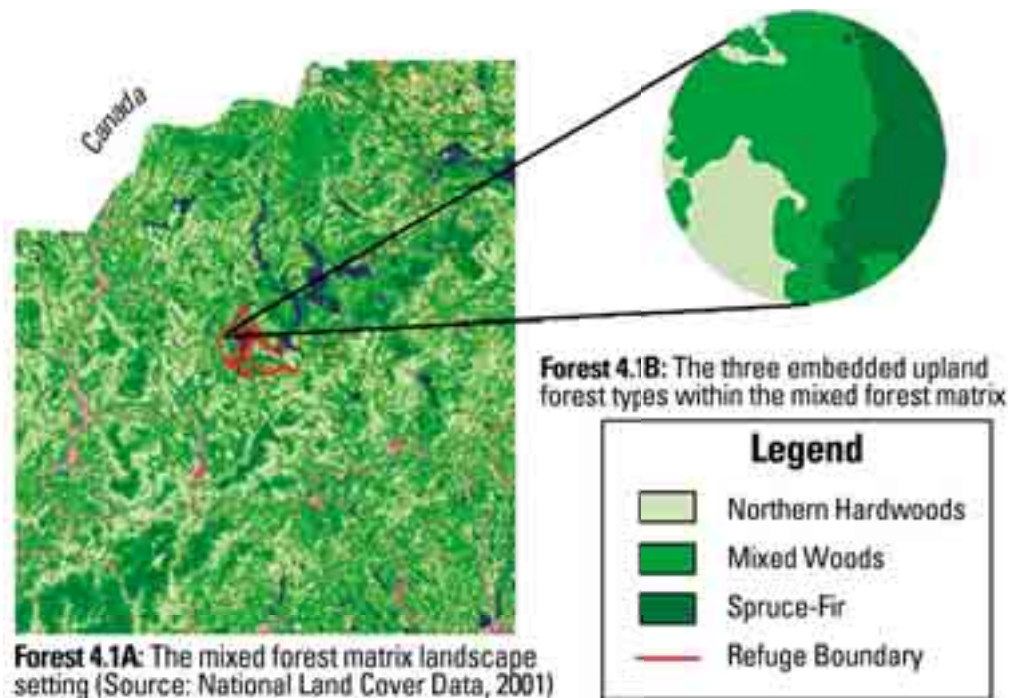 Canada
Forest 4.1B: The three embedded upland
forest types within the mixed forest matrix
Legend
Northern Hardwoods
Mixed Woods
Spruce-Fir
Refuge Boundary
Forest 4.1A: The mixed forest matrix landscape
setting (Source: National Land Cover Data, 2001)